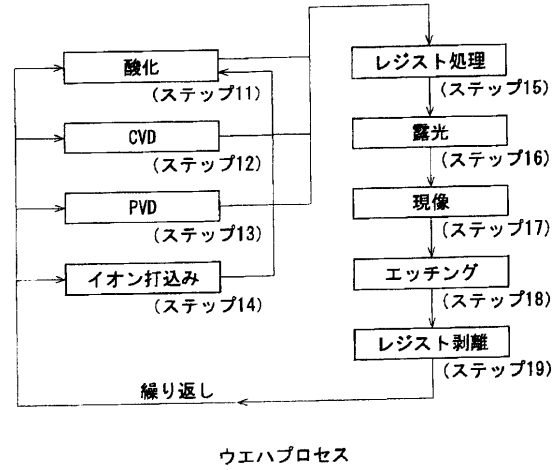 酸化
(ステップ11)
CVD
(ステップ12)
PVD
(ステップ13)
イオン打込み
(ステップ14)
レジスト処理
(ステップ15)
露光
(ステップ16)
現像
(ステップ17)
エッチング
(ステップ18)
レジスト剥離
(ステップ19)
繰り返し
ウエハプロセス